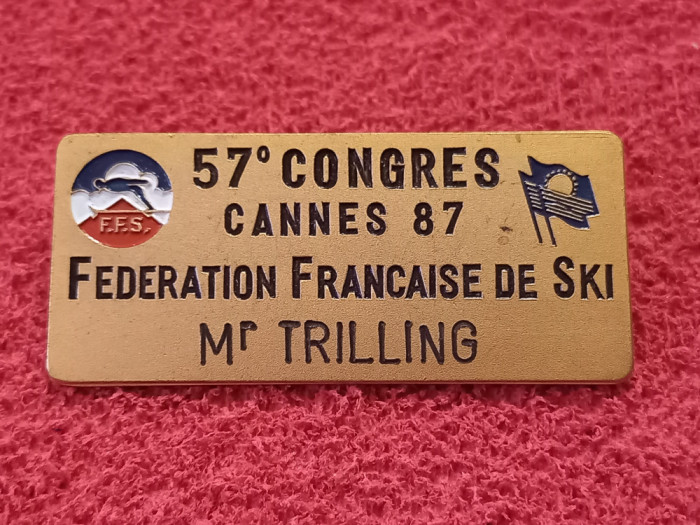 57° CONGRES
CANNES 87
F.F.S.
FEDERATION FRANCAISE DE SKI
Mr TRILLING